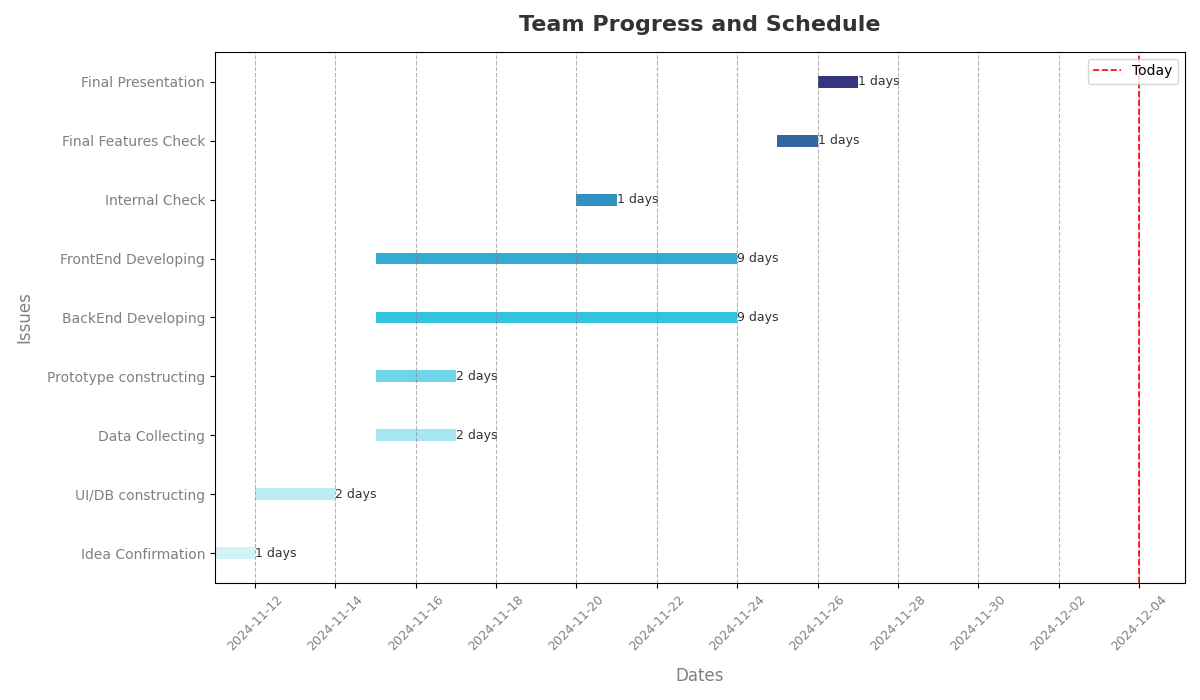 Team Progress and Schedule
Today
Final Presentation
1 days
Final Features Check
1 days
Internal Check
1 days
FrontEnd Developing
9 days
BackEnd Developing
9 days
Prototype constructing
2 days
Data Collecting
2 days
UI/DB constructing
2 days
Idea Confirmation
1 days
Issues
2024-11-12
2024-11-14
2024-11-16
2024-11-18
2024-11-20
2024-11-22
2024-11-24
2024-11-26
2024-11-28
2024-11-30
2024-12-02
2024-12-04
Dates